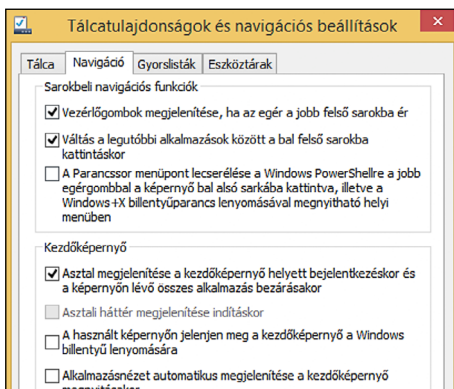 Tálcatulajdonságok és navigációs beállítások
Tálca Navigáció Gyorslisták Eszköztárak
Sarokbeli navigációs funkciók
Vezérlőgombok megjelenítése, ha az egér a jobb felső sarokba ér
Váltás a legutóbbi alkalmazások között a bal felső sarokba
kattintáskor
A Parancssor menüpont lecserélése a Windows PowerShellre a jobb
egérgombbal a képernyő bal alsó sarkába kattintva, illetve a
Windows+X billentyűparancs lenyomásával megnyitható helyi
menüben
Kezdőképernyő
Asztal megjelenítése a kezdőképernyő helyett bejelentkezéskor és
a képernyőn lévő összes alkalmazás bezárásakor
Asztali háttér megjelenítése indításkor
A használt képernyőn jelenjen meg a kezdőképernyő a Windows
billentyű lenyomására
Alkalmazásnézet automatikus megjelenítése a kezdőképernyő